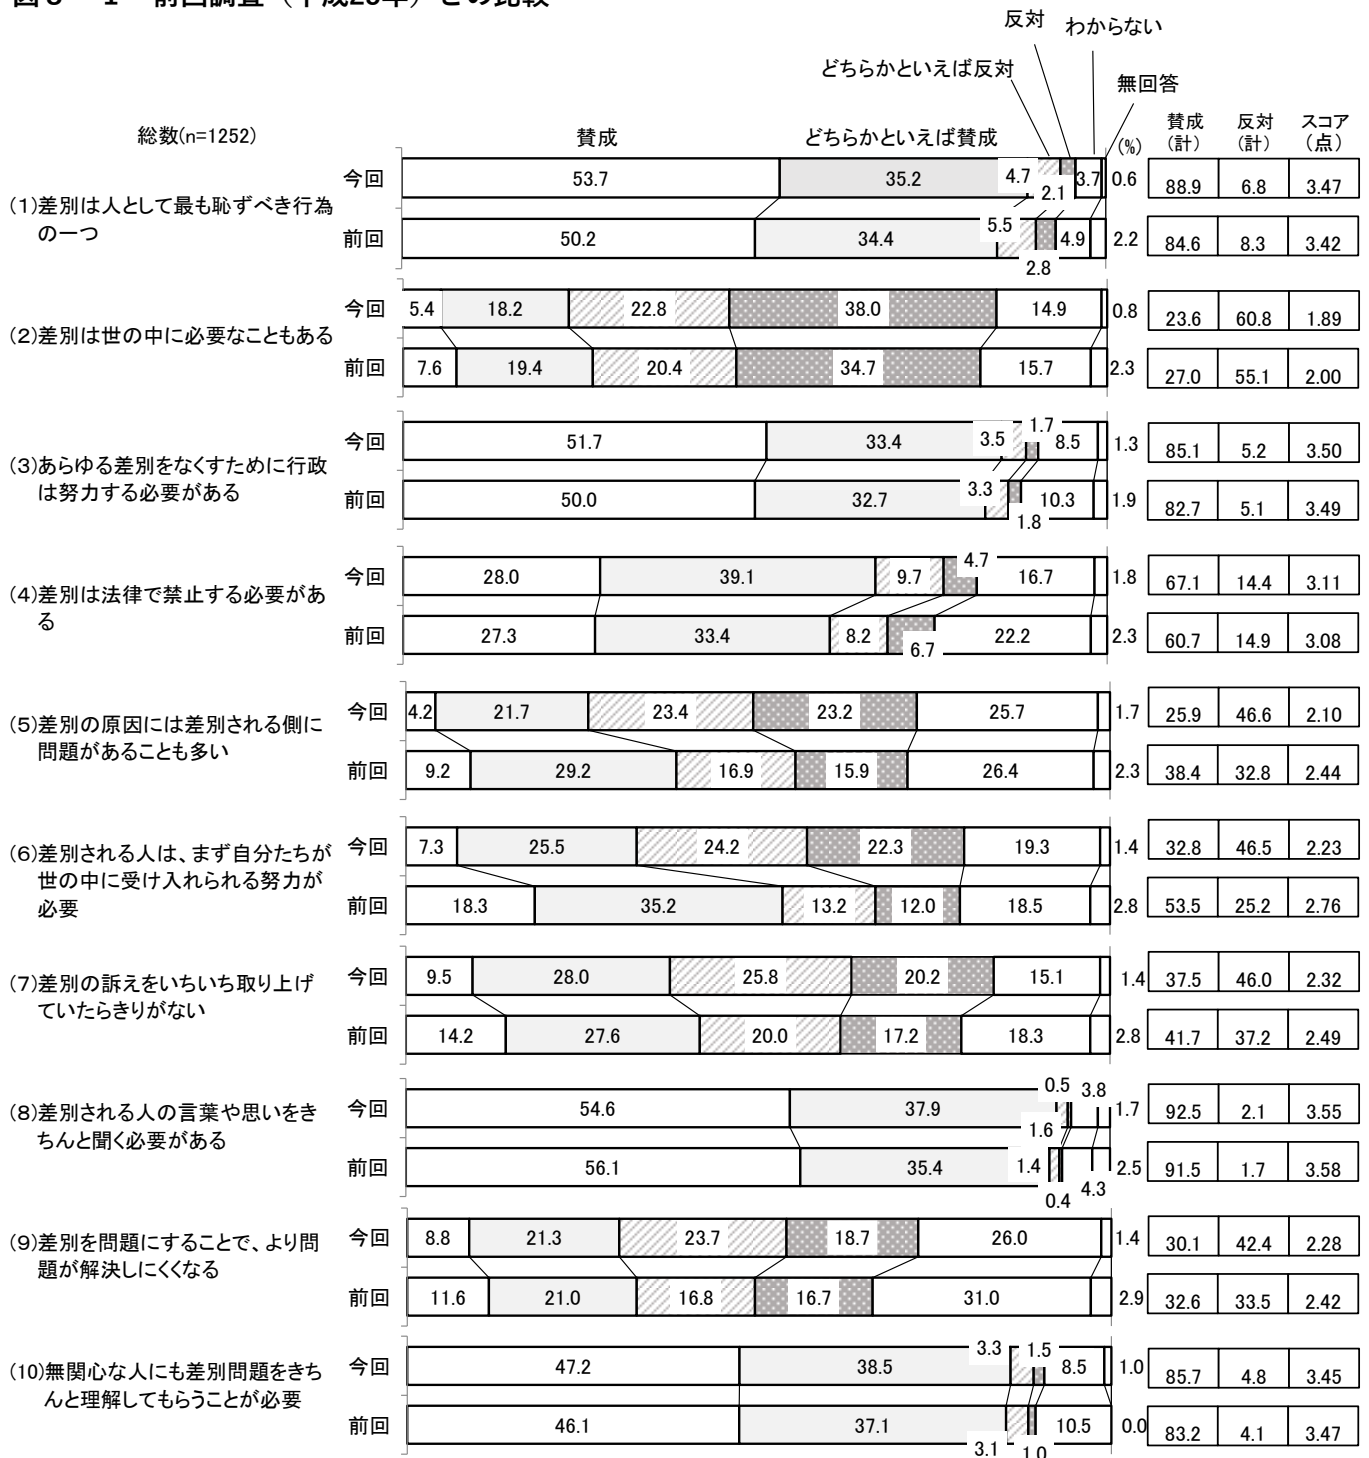 前回調査（平成25年）との比較
反対
わからない
どちらかといえば反対
無回答
総数(n=1252)
賛成
どちらかといえば賛成
(%)
賛成(計)
反対(計)
スコア(点)
(1)差別は人として最も恥ずべき行為
の一つ
今回 53.7 35.2 4.7 2.1 3.7 0.6 88.9 6.8 3.47
前回 50.2 34.4 5.5 2.8 4.9 2.2 84.6 8.3 3.42
(2)差別は世の中に必要なこともある
今回 5.4 18.2 22.8 38.0 14.9 0.8 23.6 60.8 1.89
前回 7.6 19.4 20.4 34.7 15.7 2.3 27.0 55.1 2.00
(3)あらゆる差別をなくすために行政
は努力する必要がある
今回 51.7 33.4 3.5 1.7 8.5 1.3 85.1 5.2 3.50
前回 50.0 32.7 3.3 1.8 10.3 1.9 82.7 5.1 3.49
(4)差別は法律で禁止する必要があ
る
今回 28.0 39.1 9.7 4.7 16.7 1.8 67.1 14.4 3.11
前回 27.3 33.4 8.2 6.7 22.2 2.3 60.7 14.9 3.08
(5)差別の原因には差別される側に
問題があることも多い
今回 4.2 21.7 23.4 23.2 25.7 1.7 25.9 46.6 2.10
前回 9.2 29.2 16.9 15.9 26.4 2.3 38.4 32.8 2.44
(6)差別される人は、まず自分たちが
世の中に受け入れられる努力が
必要
今回 7.3 25.5 24.2 22.3 19.3 1.4 32.8 46.5 2.23
前回 18.3 35.2 13.2 12.0 18.5 2.8 53.5 25.2 2.76
(7)差別の訴えをいちいち取り上げ
ていたらきりがない
今回 9.5 28.0 25.8 20.2 15.1 1.4 37.5 46.0 2.32
前回 14.2 27.6 20.0 17.2 18.3 2.8 41.7 37.2 2.49
(8)差別される人の言葉や思いをき
ちんと聞く必要がある
今回 54.6 37.9 1.6 0.5 3.8 1.7 92.5 2.1 3.55
前回 56.1 35.4 1.4 0.4 4.3 2.5 91.5 1.7 3.58
(9)差別を問題にすることで、より問
題が解決しにくくなる
今回 8.8 21.3 23.7 18.7 26.0 1.4 30.1 42.4 2.28
前回 11.6 21.0 16.8 16.7 31.0 2.9 32.6 33.5 2.42
(10)無関心な人にも差別問題をきち
んと理解してもらうことが必要
今回 47.2 38.5 3.3 1.5 8.5 1.0 85.7 4.8 3.45
前回 46.1 37.1 3.1 1.0 10.5 0.0 83.2 4.1 3.47